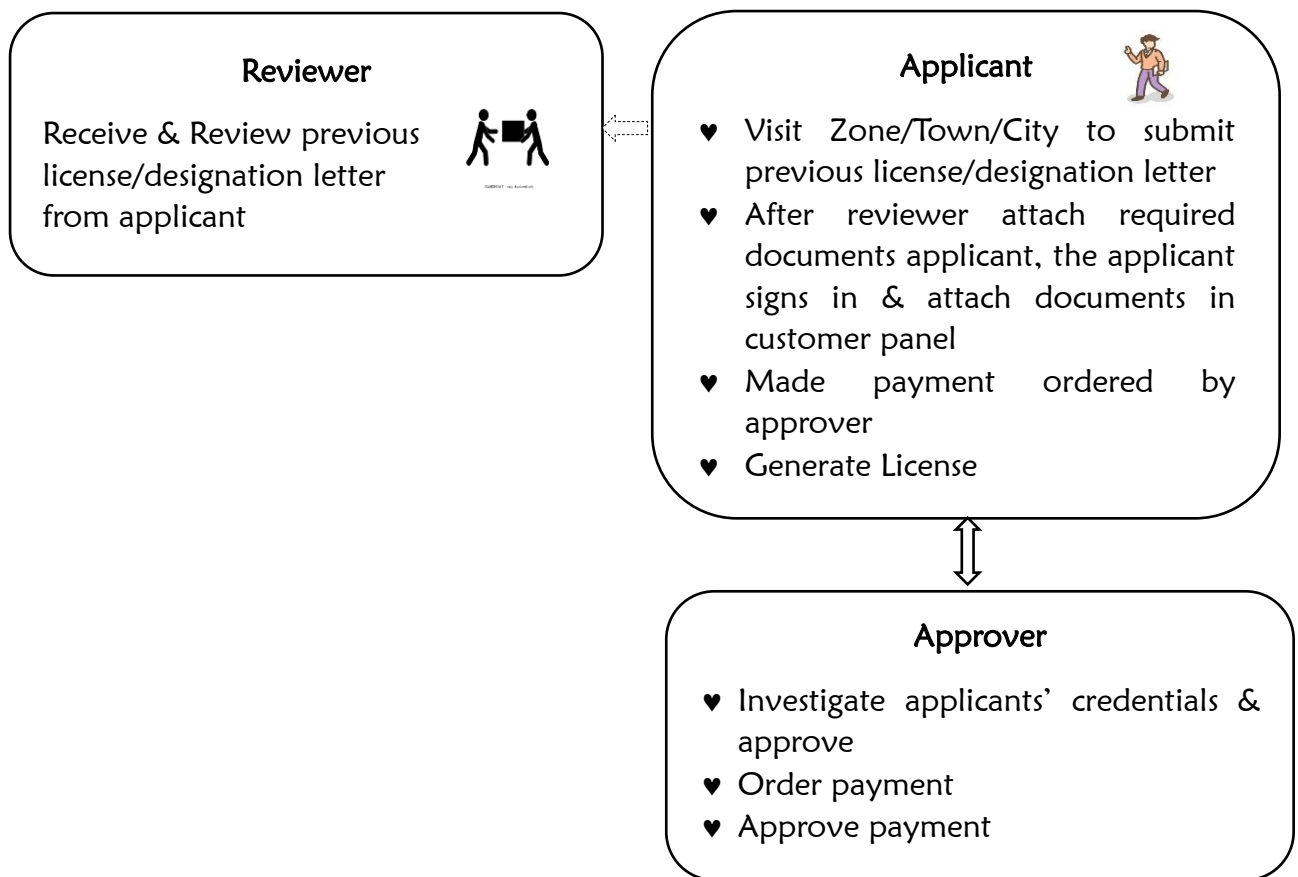 Reviewer
Receive & Review previous
license/designation letter
from applicant
Applicant
♥ Visit Zone/Town/City to submit
previous license/designation letter
♥ After reviewer attach required
documents applicant, the applicant
signs in & attach documents in
customer panel
♥ Made payment ordered by
approver
♥ Generate License
Approver
♥ Investigate applicants’ credentials &
approve
♥ Order payment
♥ Approve payment